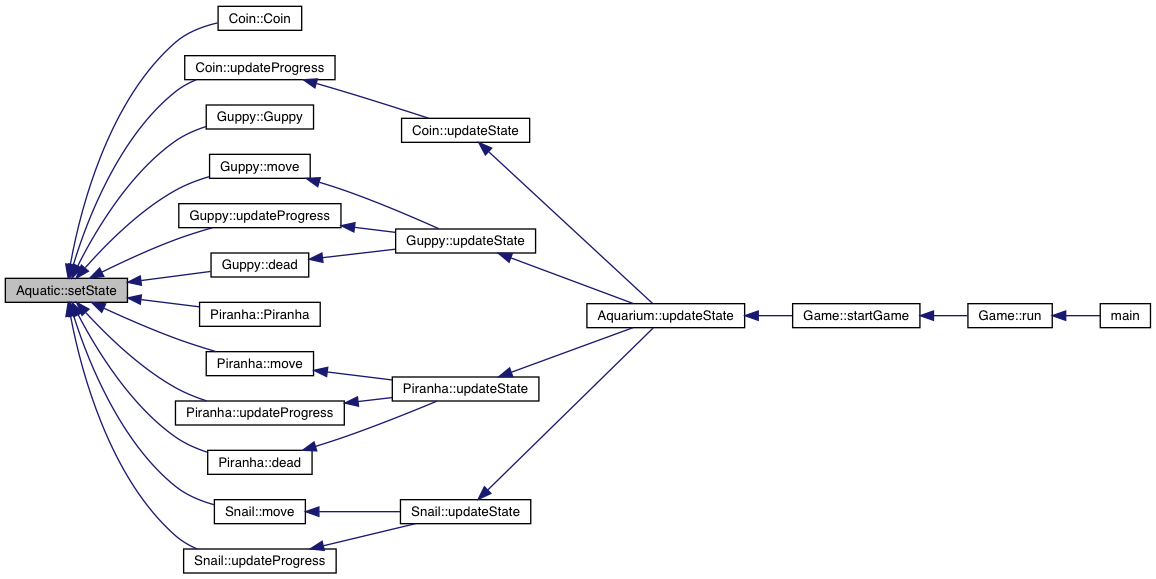 Coin::Coin
Coin::updateProgress
Guppy::Guppy
Coin::updateState
Guppy::move
Guppy::updateProgress
Guppy::updateState
Guppy::dead
Aquatic::setState
Piranha::Piranha
Aquarium::updateState
Game::startGame
Game::run
main
Piranha::move
Piranha::updateState
Piranha::updateProgress
Piranha::dead
Snail::move
Snail::updateState
Snail::updateProgress